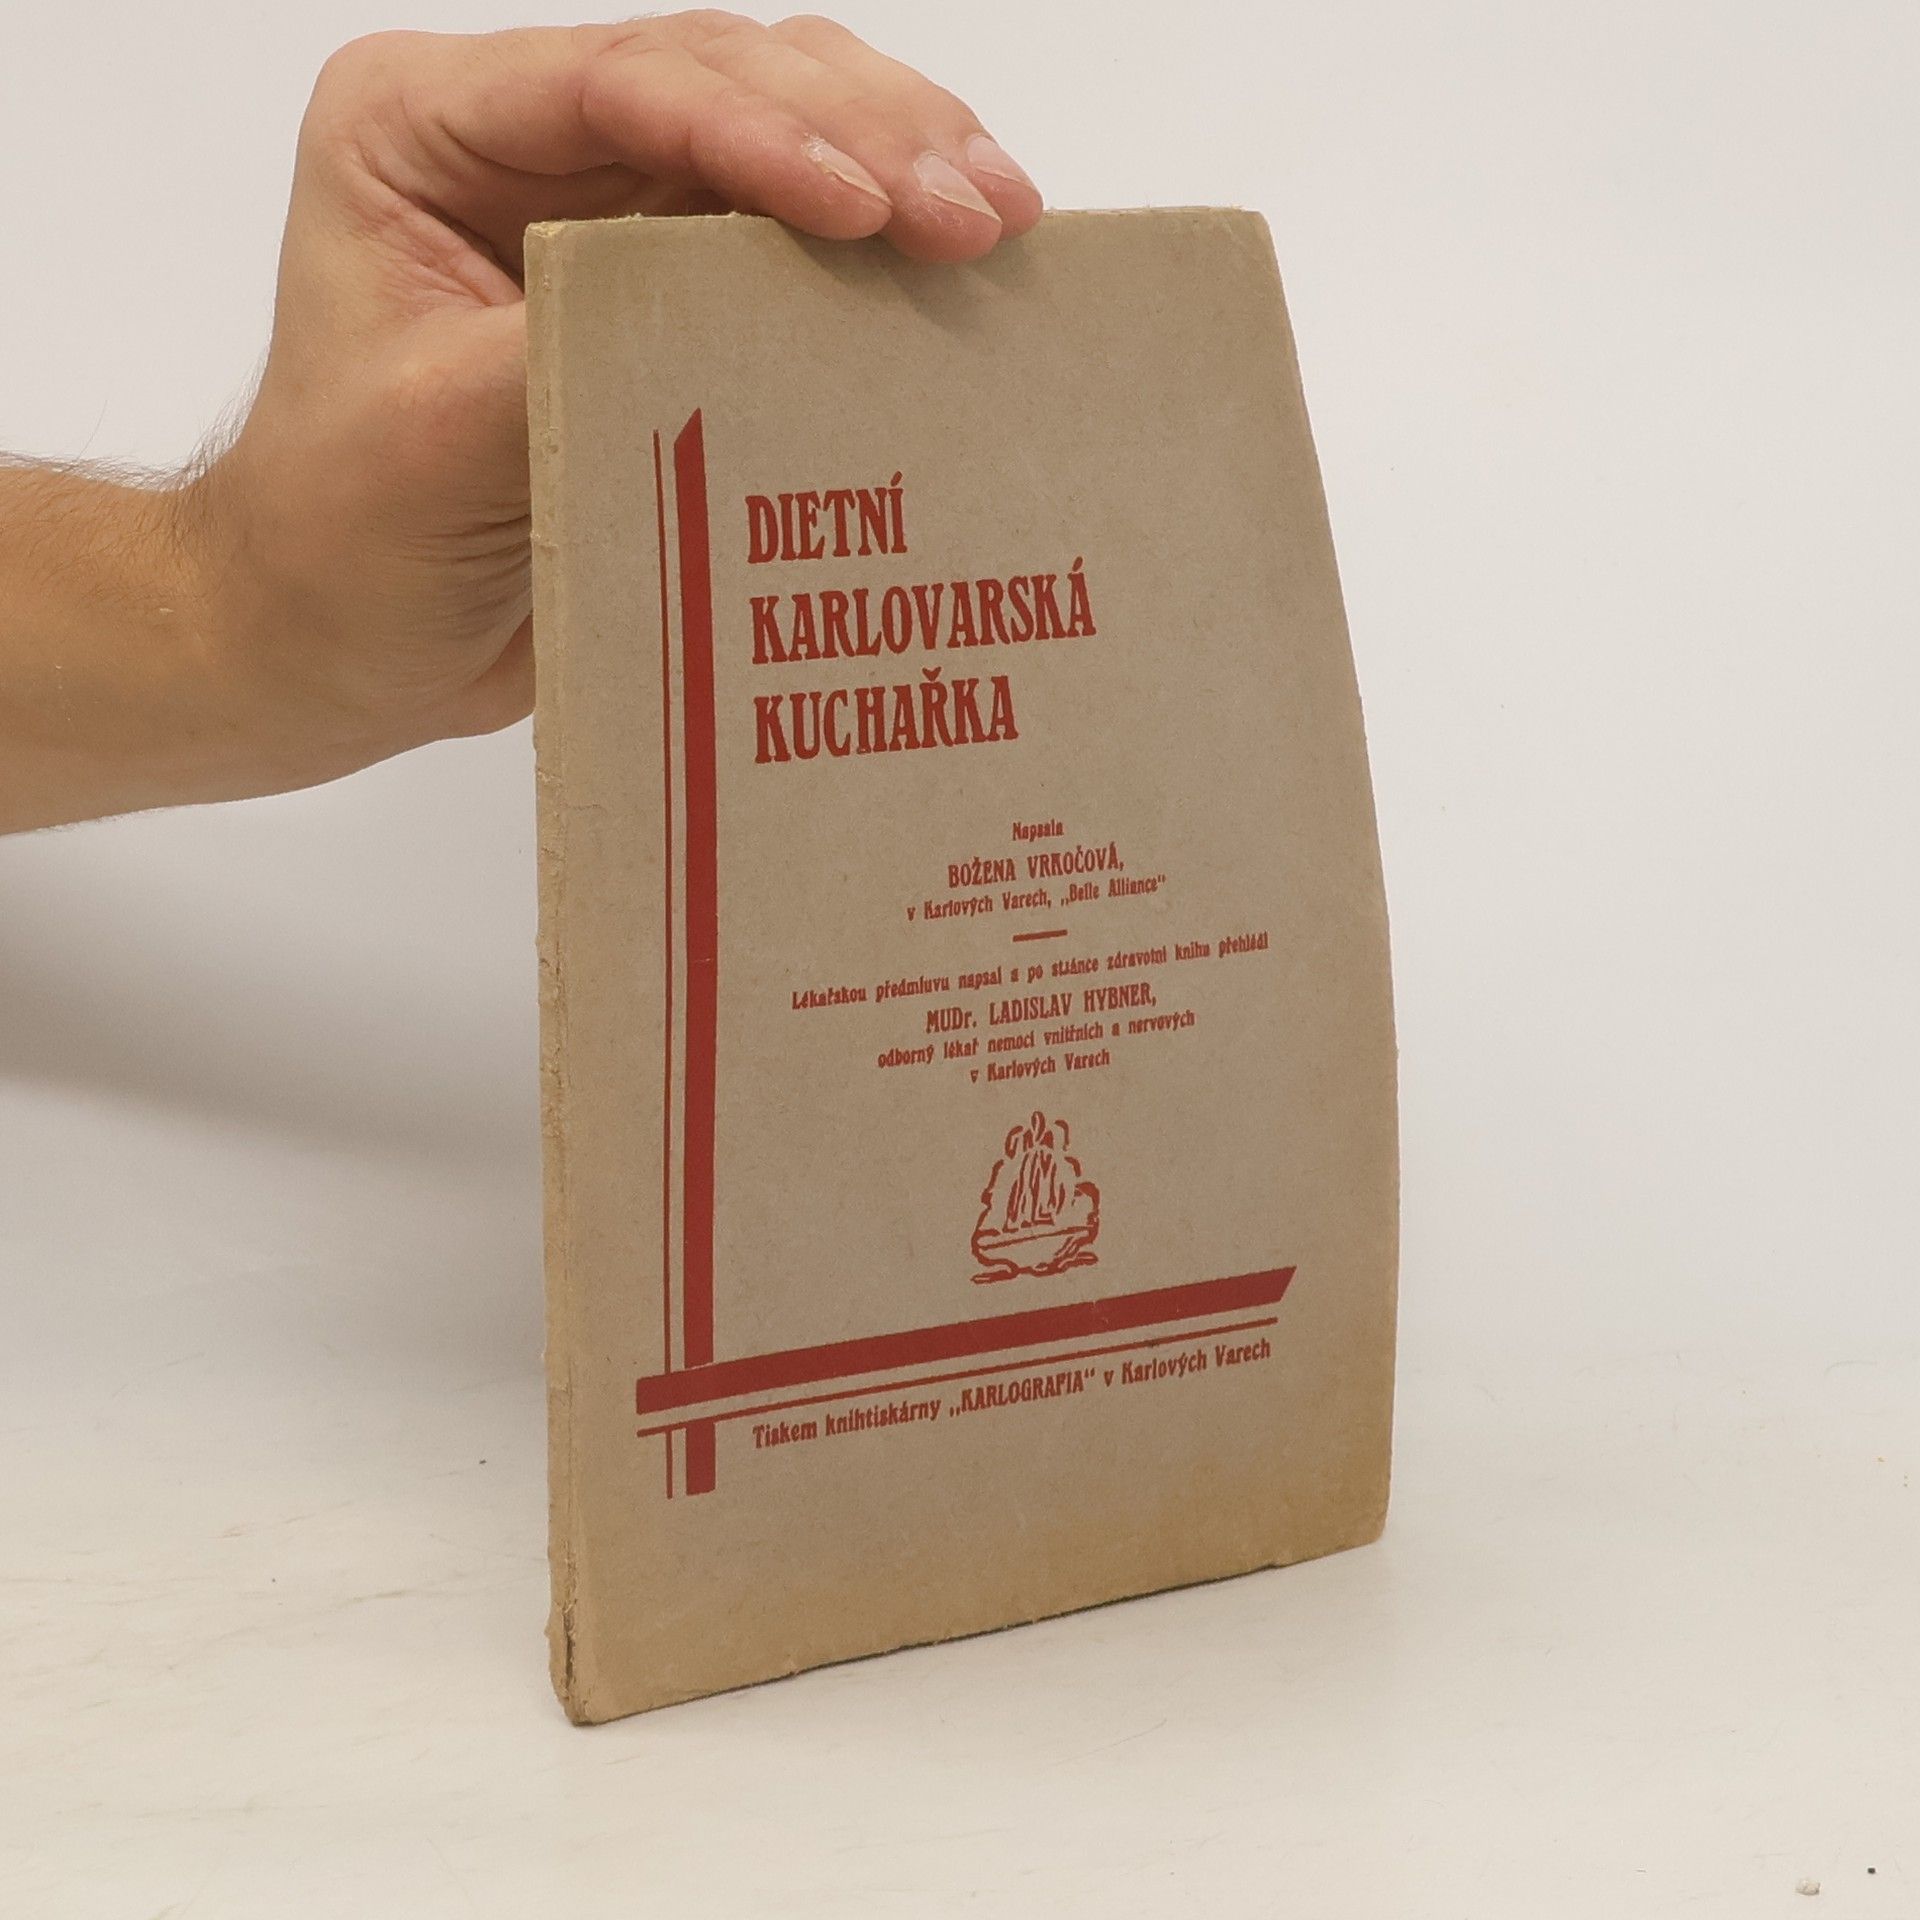 DIETNÍ
KARLOVARSKÁ
KUCHAŘKA
Napsala
BOŽENA VRKOČOVÁ,
v Karlových Varech, „Belle Alliance“
Lékařskou předmluvu napsal a po stránce zdravotní knihu přehlédl
MUDr. LADISLAV HYBNER,
odborný lékař nemocí vnitřních a nervových
v Karlových Varech
Tiskem knihtiskárny „KARLOGRAFIA“ v Karlových Varech